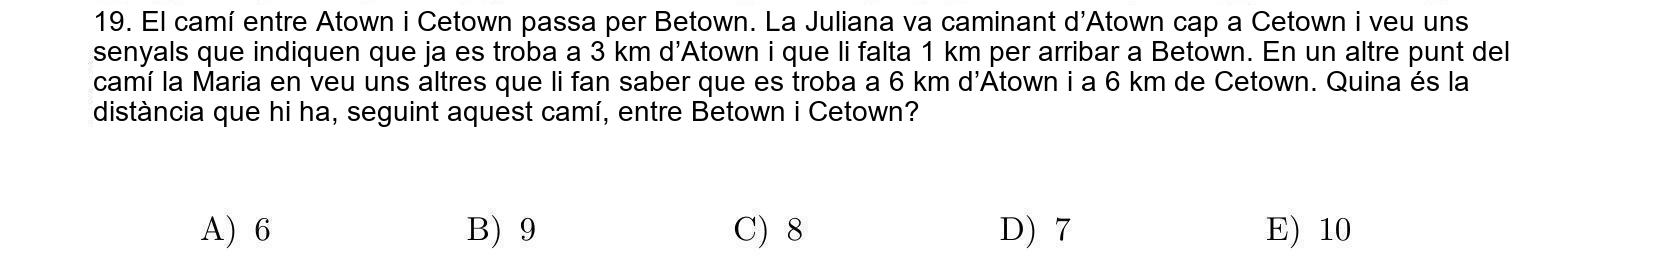 19. El camí entre Atown i Cetown passa per Betown. La Juliana va caminant d’Atown cap a Cetown i veu uns
senyals que indiquen que ja es troba a 3 km d’Atown i que li falta 1 km per arribar a Betown. En un altre punt del
camí la Maria en veu uns altres que li fan saber que es troba a 6 km d’Atown i a 6 km de Cetown. Quina és la
distància que hi ha, seguint aquest camí, entre Betown i Cetown?
A) 6 B) 9 C) 8 D) 7 E) 10